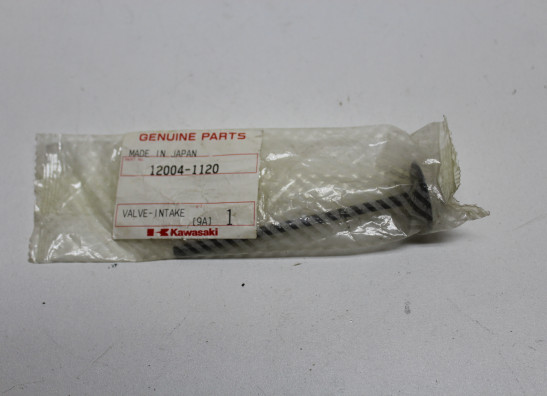 GENUINE PARTS
MADE IN JAPAN
12004-1120
VALVE-INTAKE
[9A] 1
Kawasaki